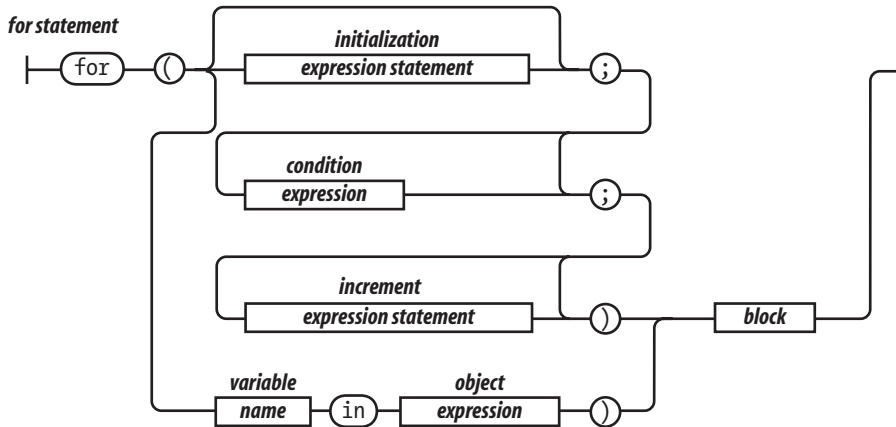 for statement
for ( initialization
expression statement ;
condition
expression ;
increment
expression statement ) block
variable object
name in expression )